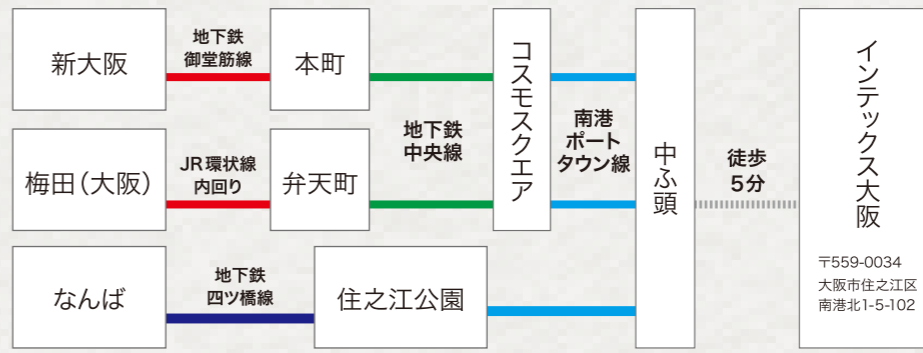 新大阪
地下鉄
御堂筋線
本町
梅田(大阪)
JR環状線
内回り
弁天町
地下鉄
中央線
コスモスクエア
南港
ポート
タウン線
なんば
地下鉄
四ツ橋線
住之江公園
中ふ頭
徒歩
5分
インテックス大阪
〒559-0034
大阪市住之江区
南港北1-5-102